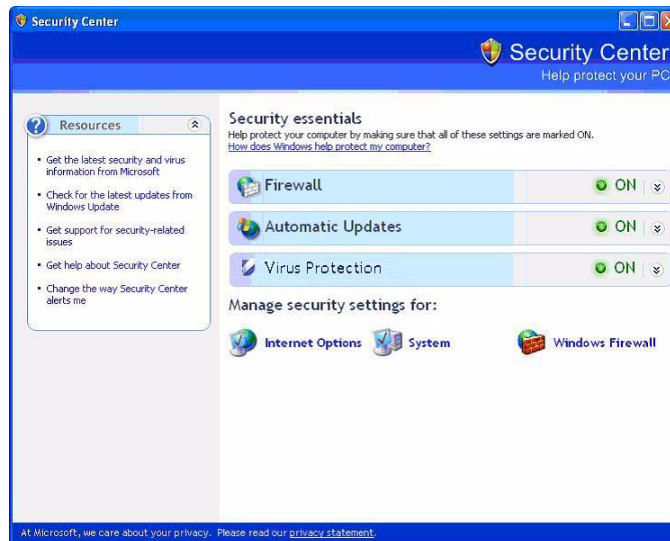 Security Center
Security Center
Help protect your PC
Resources
Get the latest security and virus
information from Microsoft
Check for the latest updates from
Windows Update
Get support for security-related
issues
Get help about Security Center
Change the way Security Center
alerts me
Security essentials
Help protect your computer by making sure that all of these settings are marked ON.
How does Windows help protect my computer?
Firewall ON
Automatic Updates ON
Virus Protection ON
Manage security settings for:
Internet Options System Windows Firewall
At Microsoft, we care about your privacy. Please read our privacy statement.